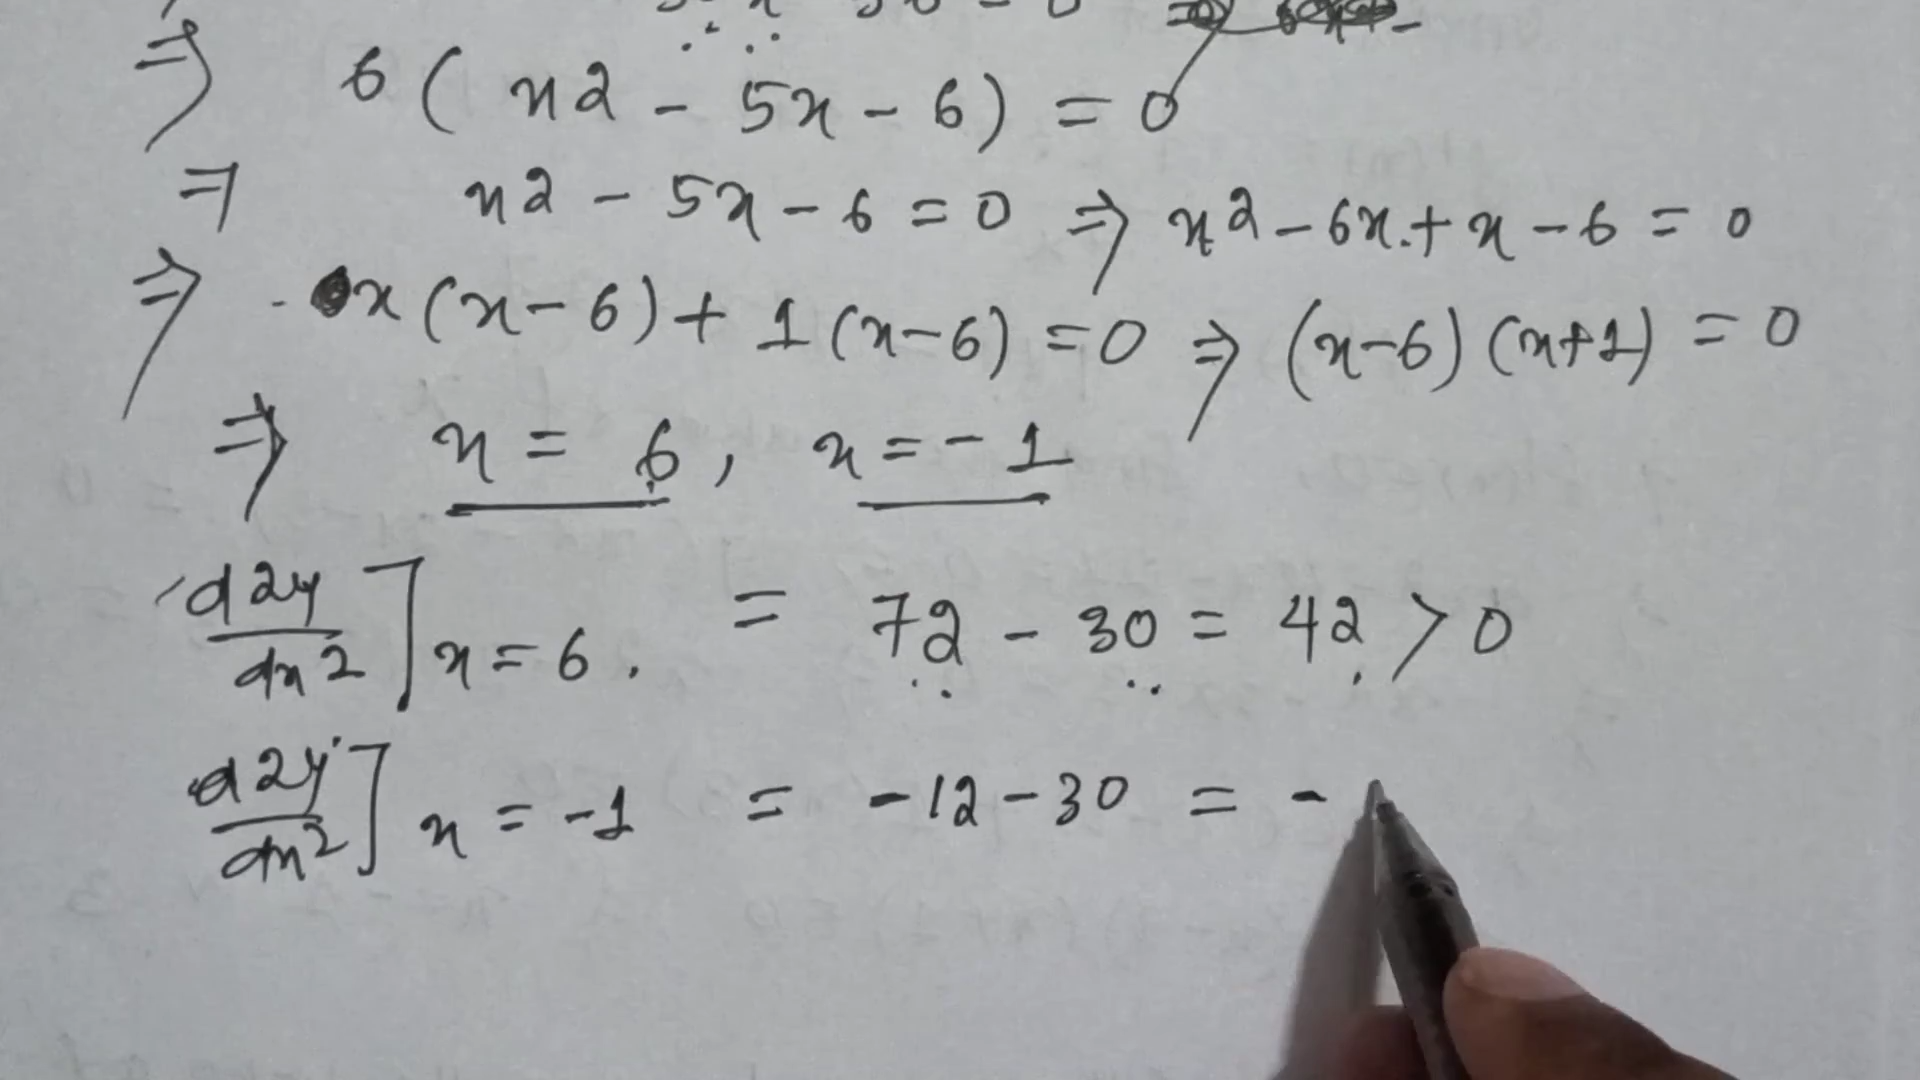 ⇒ 6 ( x2 - 5x - 6 ) = 0
⇒ x2 - 5x - 6 = 0 ⇒ x2 - 6x + x - 6 = 0
⇒ x (x - 6) + 1 (x - 6) = 0 ⇒ (x - 6) (x + 1) = 0
⇒ x = 6 , x = - 1
d2y/dx2 ] x = 6 . = 72 - 30 = 42 > 0
d2y/dx2 ] x = -1 = -12 - 30 = -